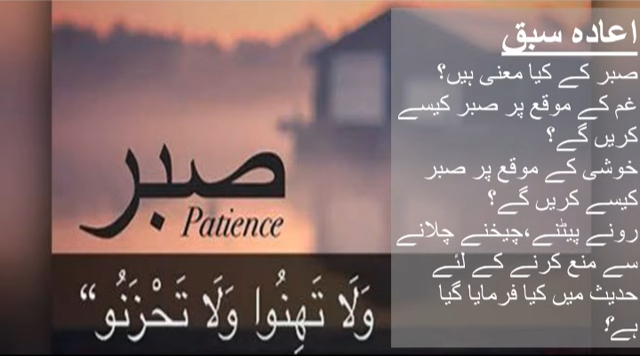 اعادہ سبق
صبر کے کیا معنی ہیں؟
غم کے موقع پر صبر کیسے
کریں گے؟
خوشی کے موقع پر صبر
کیسے کریں گے؟
رونے پیٹنے،چیخنے چلانے
سے منع کرنے کے لئے
حدیث میں کیا فرمایا گیا
ہے؟
صبر
Patience
وَلَا تَهِنُوا وَلَا تَحْزَنُو“